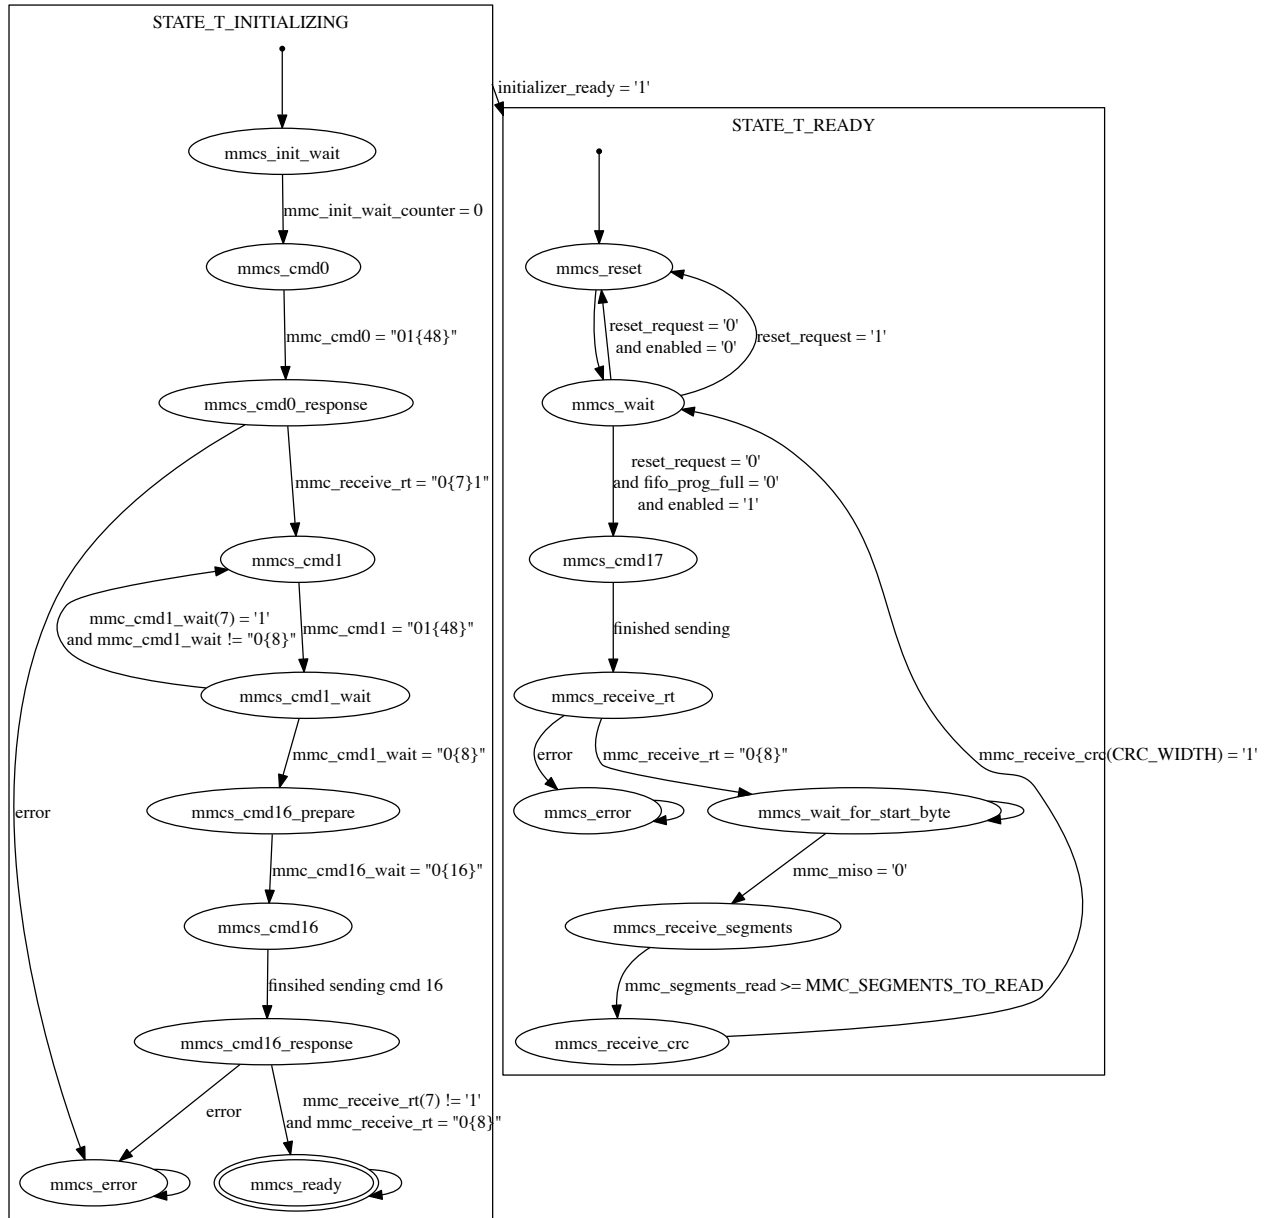 STATE_T_INITIALIZING
mmcs_init_wait
mmc_init_wait_counter = 0
mmcs_cmd0
mmc_cmd0 = "01{48}"
mmcs_cmd0_response
mmc_receive_rt = "0{7}1"
mmcs_cmd1
mmc_cmd1_wait(7) = '1'
and mmc_cmd1_wait != "0{8}"
mmc_cmd1 = "01{48}"
mmcs_cmd1_wait
mmc_cmd1_wait = "0{8}"
mmcs_cmd16_prepare
error
mmc_cmd16_wait = "0{16}"
mmcs_cmd16
finsihed sending cmd 16
mmcs_cmd16_response
error
mmc_receive_rt(7) != '1'
and mmc_receive_rt = "0{8}"
mmcs_error
mmcs_ready
initializer_ready = '1'
STATE_T_READY
mmcs_reset
reset_request = '0'
and enabled = '0'
reset_request = '1'
mmcs_wait
reset_request = '0'
and fifo_prog_full = '0'
and enabled = '1'
mmcs_cmd17
finished sending
mmcs_receive_rt
error
mmc_receive_rt = "0{8}"
mmc_receive_crc(CRC_WIDTH) = '1'
mmcs_error
mmcs_wait_for_start_byte
mmc_miso = '0'
mmcs_receive_segments
mmc_segments_read >= MMC_SEGMENTS_TO_READ
mmcs_receive_crc